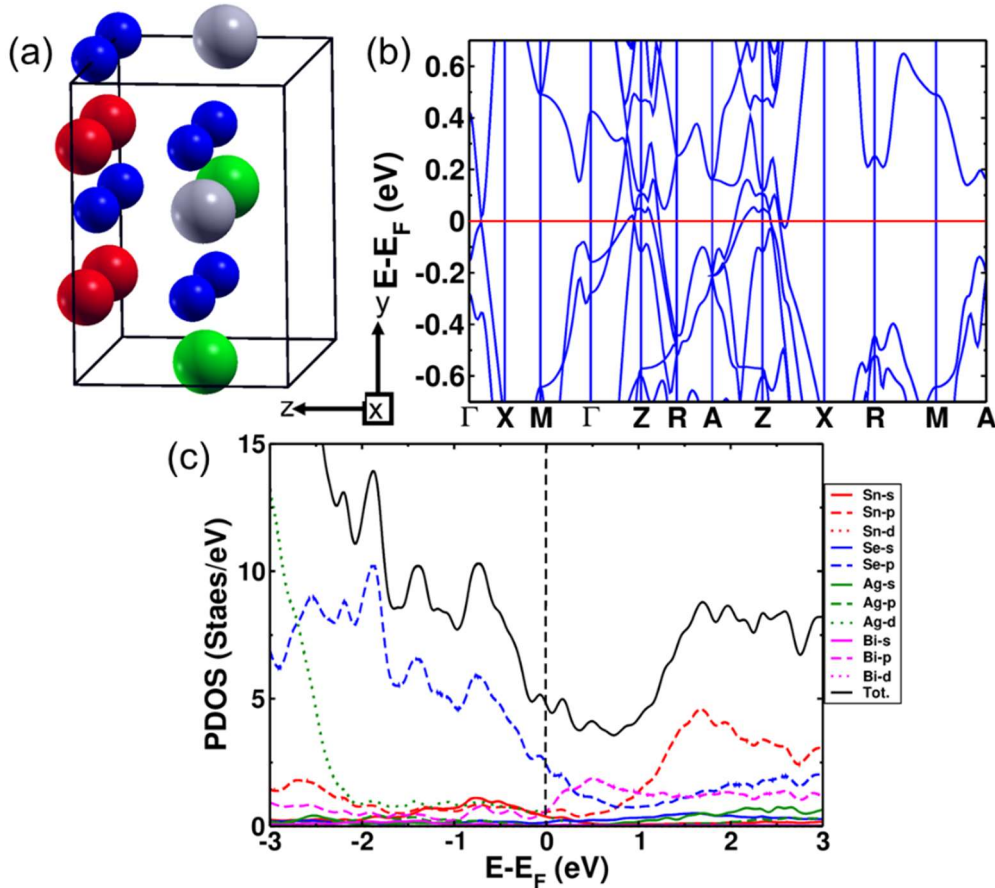 (a)
y
z
x
(b)
E-E_F (eV)
0.6
0.4
0.2
0
-0.2
-0.4
-0.6
Γ X M Γ Z R A Z X R M A
(c)
PDOS (Staes/eV)
15
10
5
0
-3 -2 -1 0 1 2 3
E-E_F (eV)
Sn-s
Sn-p
Sn-d
Se-s
Se-p
Ag-s
Ag-p
Ag-d
Bi-s
Bi-p
Bi-d
Tot.